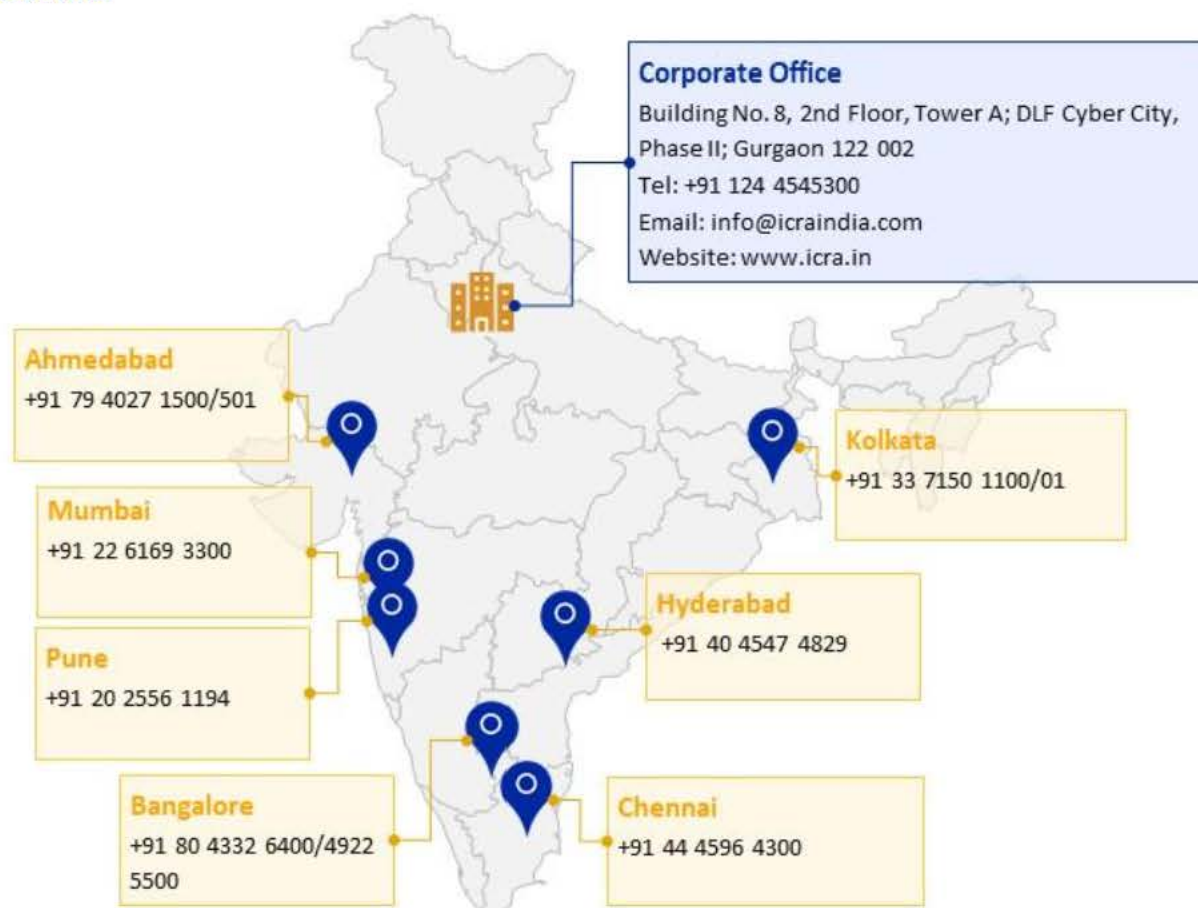 Corporate Office
Building No. 8, 2nd Floor, Tower A; DLF Cyber City,
Phase II; Gurgaon 122 002
Tel: +91 124 4545300
Email: info@icraindia.com
Website: www.icra.in
Ahmedabad
+91 79 4027 1500/501
Kolkata
+91 33 7150 1100/01
Mumbai
+91 22 6169 3300
Hyderabad
+91 40 4547 4829
Pune
+91 20 2556 1194
Bangalore
+91 80 4332 6400/4922
5500
Chennai
+91 44 4596 4300